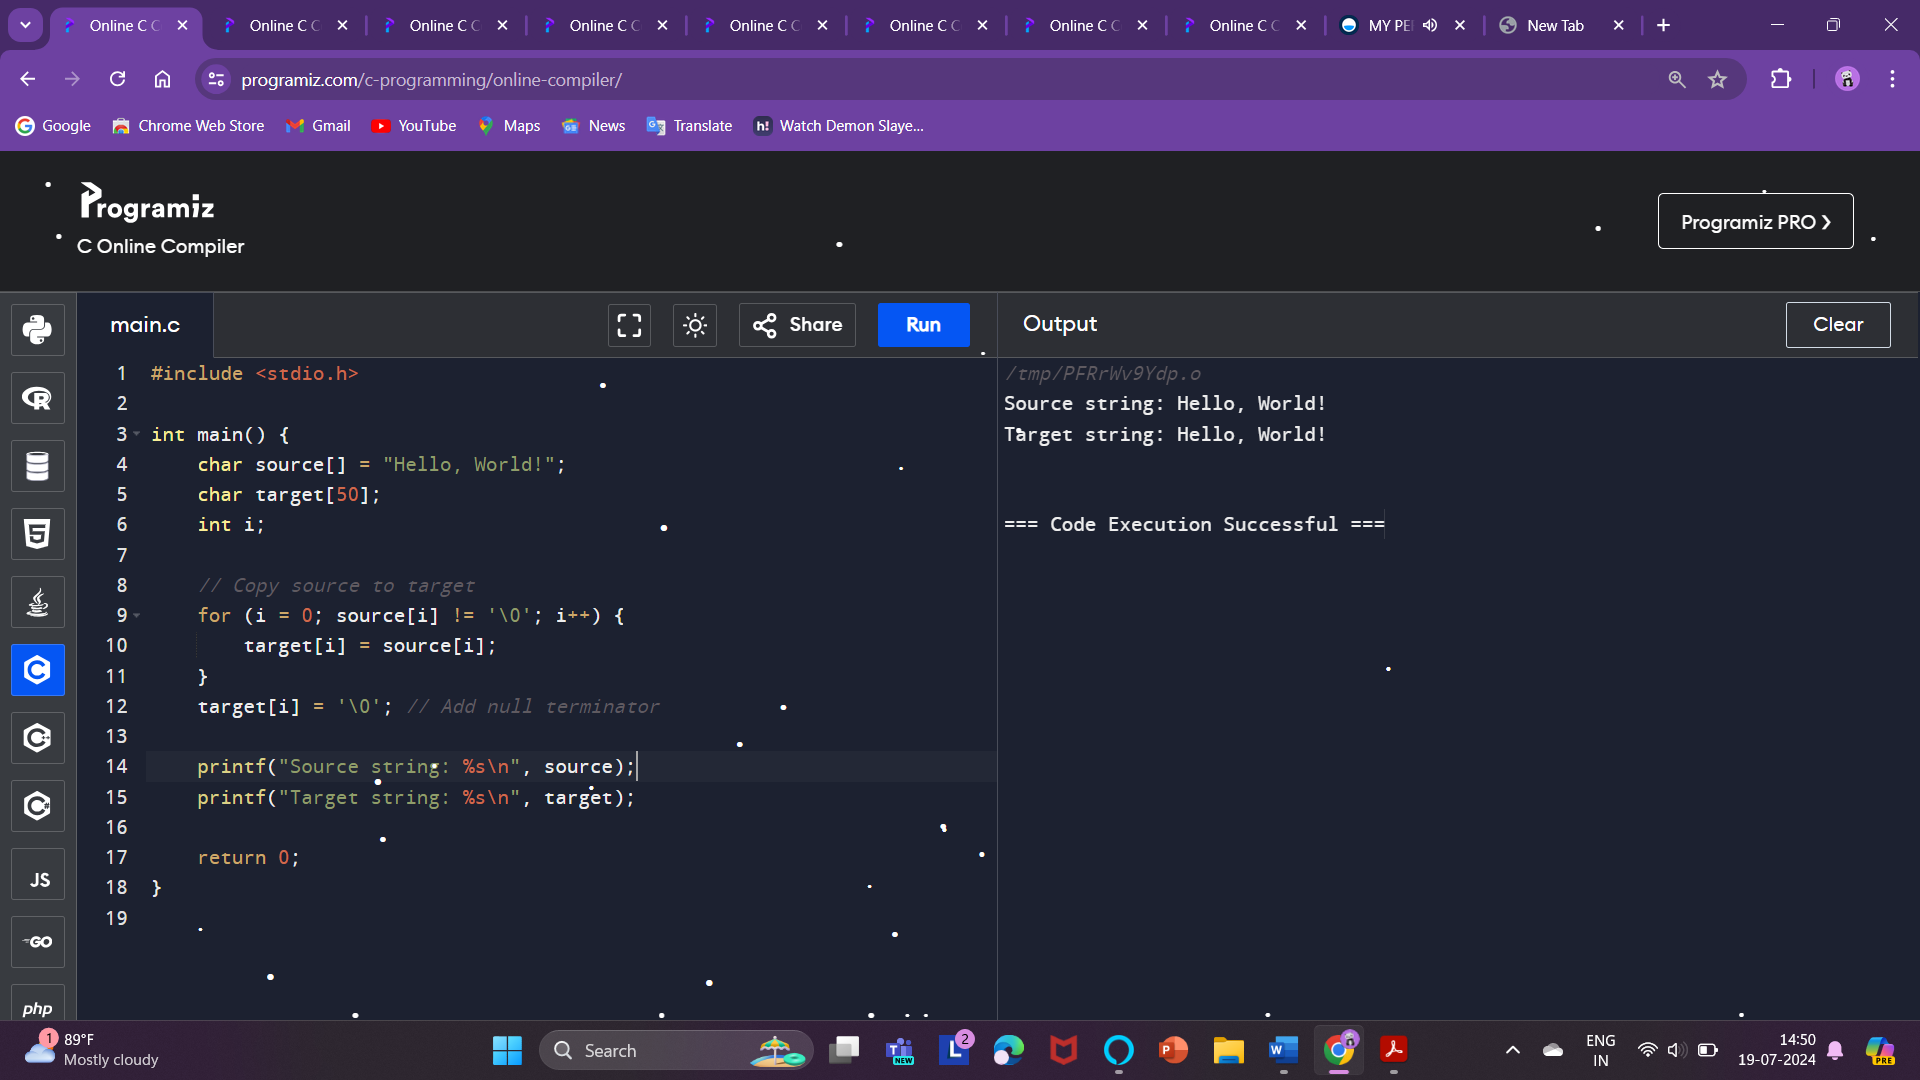 Online C C
Online C C
Online C C
Online C C
Online C C
Online C C
Online C C
Online C C
MY PE
New Tab
programiz.com/c-programming/online-compiler/
Google
Chrome Web Store
Gmail
YouTube
Maps
News
Translate
h! Watch Demon Slaye...
Programiz
C Online Compiler
Programiz PRO ❯
main.c
Share
Run
Output
Clear
1 #include <stdio.h>
2
3 int main() {
4 char source[] = "Hello, World!";
5 char target[50];
6 int i;
7
8 // Copy source to target
9 for (i = 0; source[i] != '\0'; i++) {
10 target[i] = source[i];
11 }
12 target[i] = '\0'; // Add null terminator
13
14 printf("Source string: %s\n", source);
15 printf("Target string: %s\n", target);
16
17 return 0;
18 }
19
/tmp/PFRrWv9Ydp.o
Source string: Hello, World!
Target string: Hello, World!
=== Code Execution Successful ===
R
5
C
C
C
JS
GO
php
1
89°F
Mostly cloudy
Search
T NEW
L 2
P
W
ENG
IN
14:50
19-07-2024
PRE